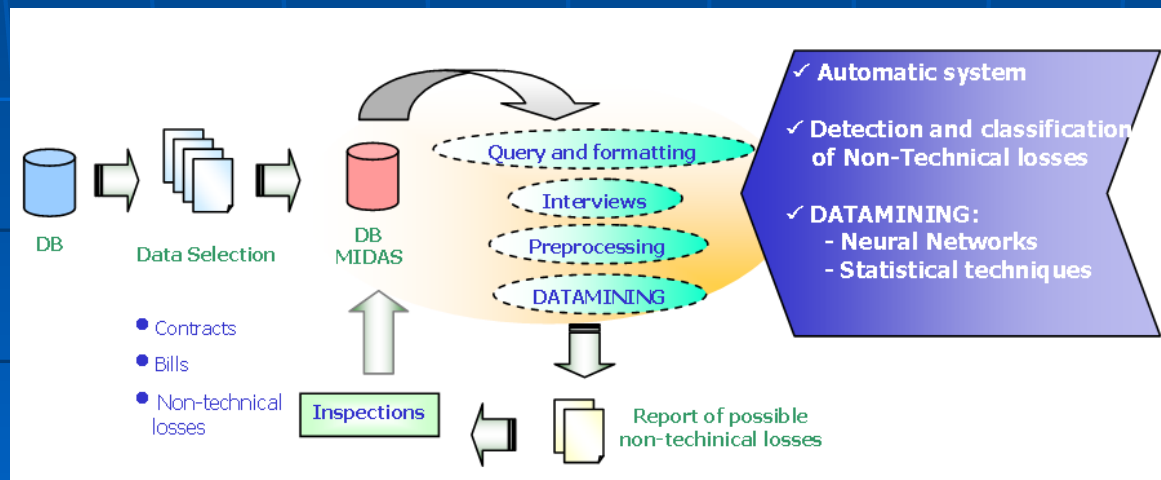 DB
Data Selection
DB
MIDAS
Contracts
Bills
Non-technical
losses
Query and formatting
Interviews
Preprocessing
DATAMINING
Inspections
Report of possible
non-techinical losses
✓ Automatic system
✓ Detection and classification
of Non-Technical losses
✓ DATAMINING:
- Neural Networks
- Statistical techniques